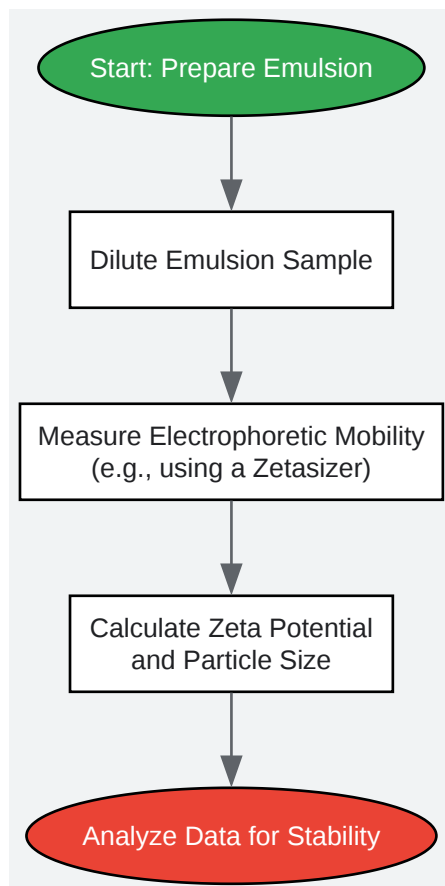 Start: Prepare Emulsion
Dilute Emulsion Sample
Measure Electrophoretic Mobility
(e.g., using a Zetasizer)
Calculate Zeta Potential
and Particle Size
Analyze Data for Stability